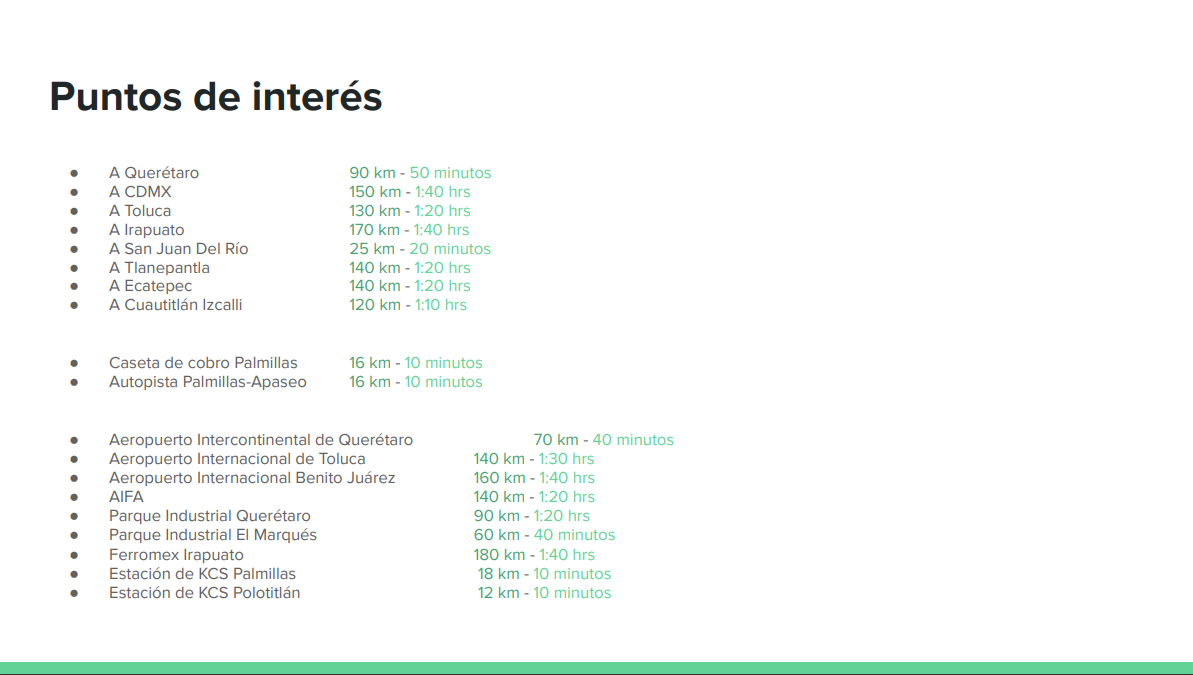 Puntos de interés
● A Querétaro 90 km - 50 minutos
● A CDMX 150 km - 1:40 hrs
● A Toluca 130 km - 1:20 hrs
● A Irapuato 170 km - 1:40 hrs
● A San Juan Del Río 25 km - 20 minutos
● A Tlanepantla 140 km - 1:20 hrs
● A Ecatepec 140 km - 1:20 hrs
● A Cuautitlán Izcalli 120 km - 1:10 hrs
● Caseta de cobro Palmillas 16 km - 10 minutos
● Autopista Palmillas-Apaseo 16 km - 10 minutos
● Aeropuerto Intercontinental de Querétaro 70 km - 40 minutos
● Aeropuerto Internacional de Toluca 140 km - 1:30 hrs
● Aeropuerto Internacional Benito Juárez 160 km - 1:40 hrs
● AIFA 140 km - 1:20 hrs
● Parque Industrial Querétaro 90 km - 1:20 hrs
● Parque Industrial El Marqués 60 km - 40 minutos
● Ferromex Irapuato 180 km - 1:40 hrs
● Estación de KCS Palmillas 18 km - 10 minutos
● Estación de KCS Polotitlán 12 km - 10 minutos